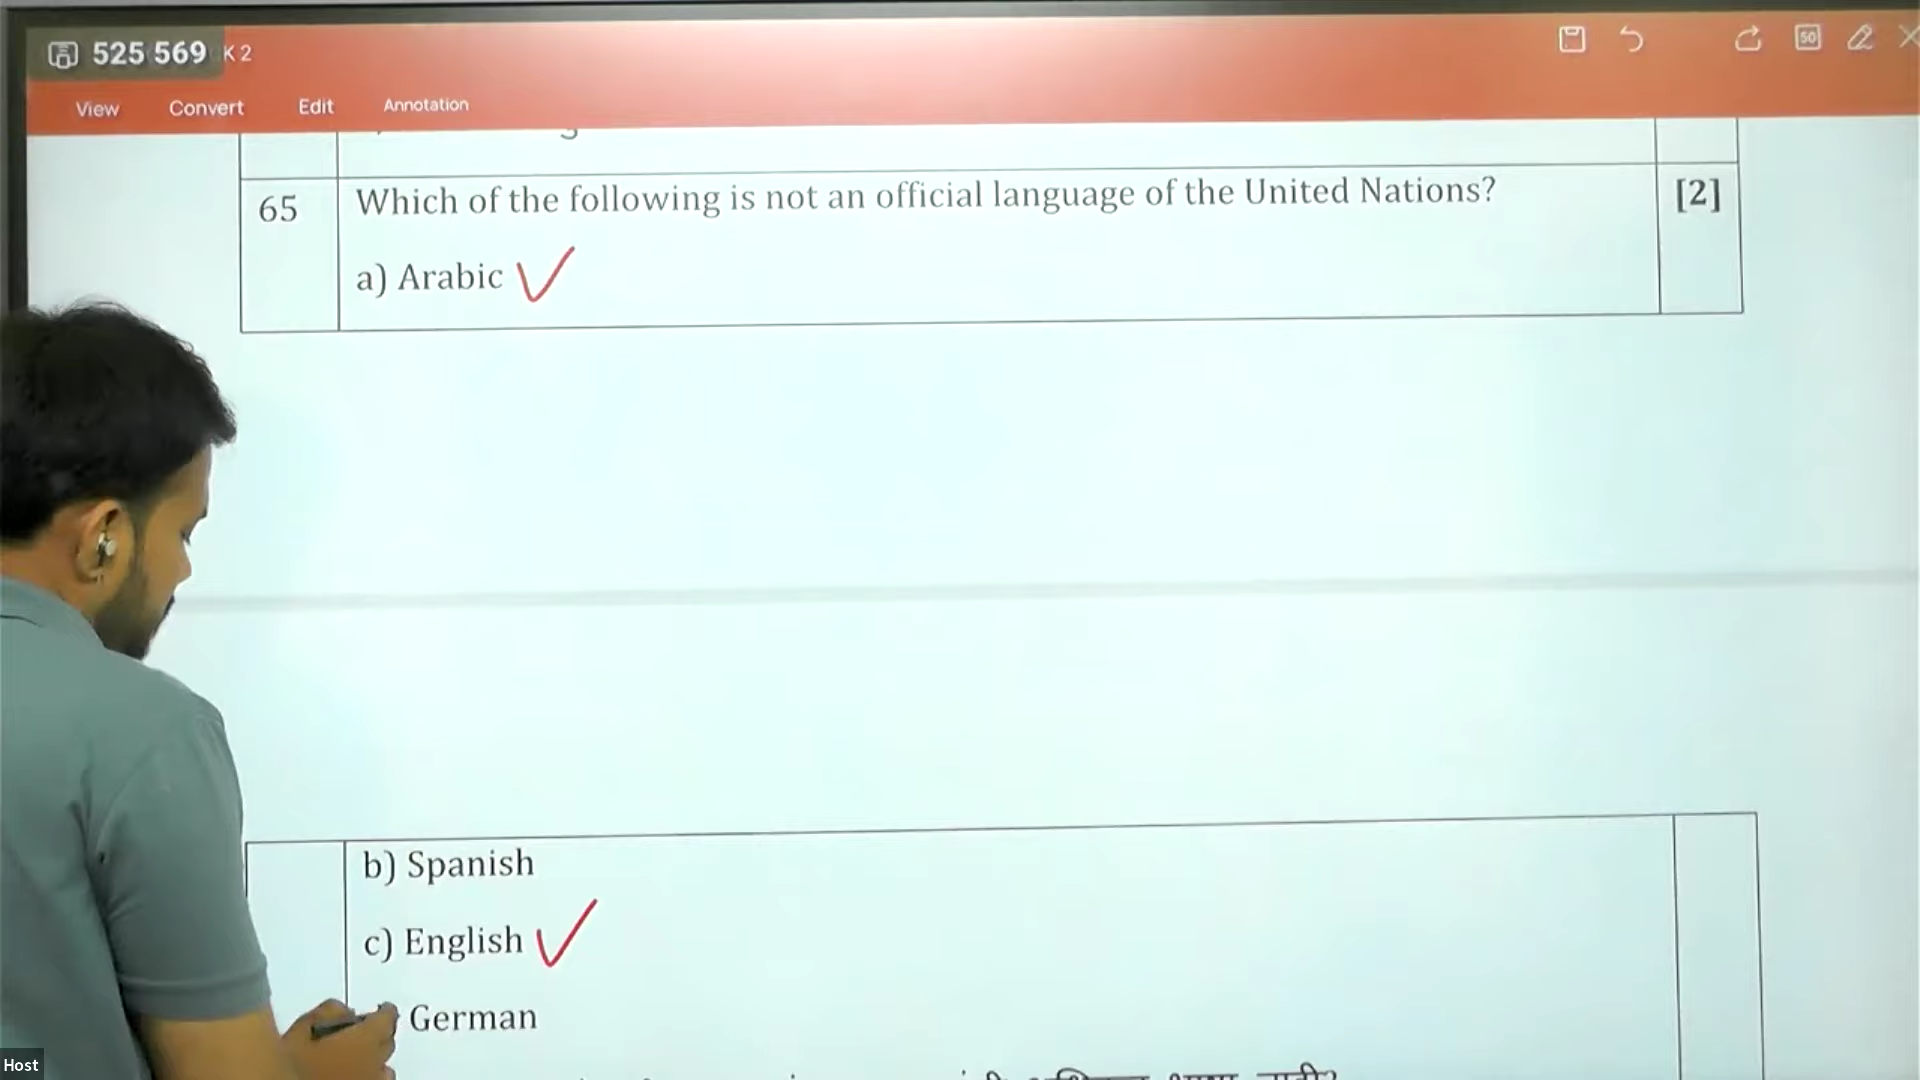 525 569 K 2
View Convert Edit Annotation
65 Which of the following is not an official language of the United Nations? [2]
a) Arabic
b) Spanish
c) English
German
Host